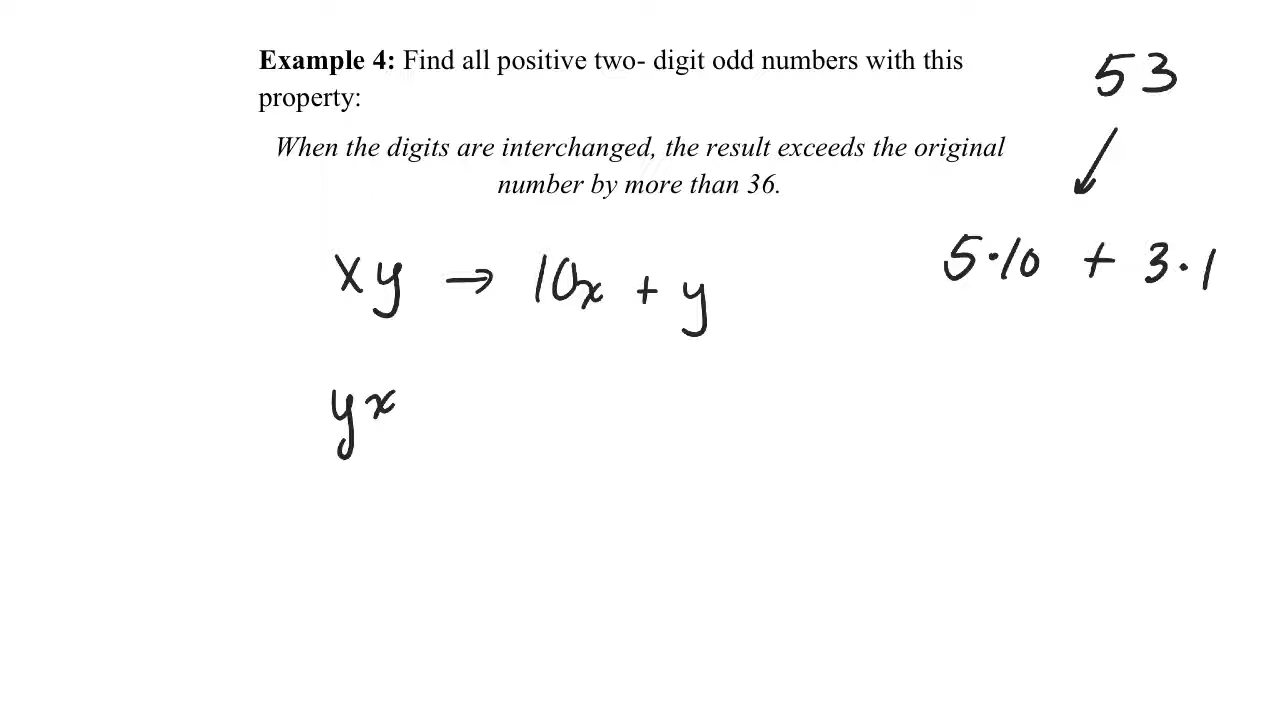 Example 4: Find all positive two- digit odd numbers with this
property:
When the digits are interchanged, the result exceeds the original
number by more than 36.
53
5·10 + 3·1
xy → 10x + y
yx